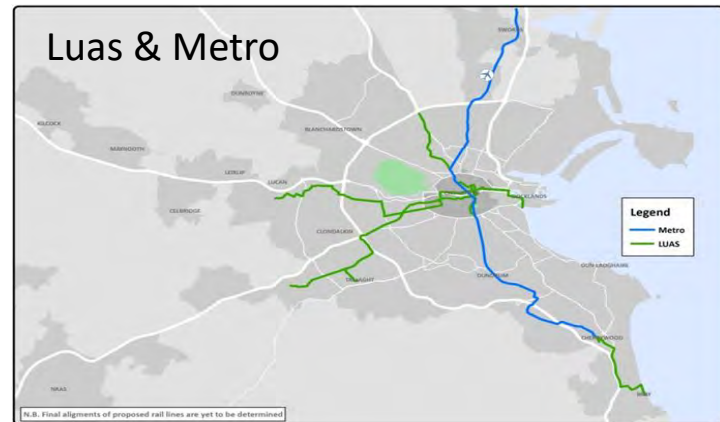 Luas & Metro
SWORDS
DUNBOYNE
KILCOCK
BLANCHARDSTOWN
MAYNOOTH
LEIXLIP
LUCAN
CELBRIDGE
DOCKLANDS
CLONDALKIN
Legend
Metro
LUAS
DUN LAOGHAIRE
TALLAGHT
DUNDRUM
CHERRYWOOD
NAAS
BRAY
N.B. Final aligments of proposed rail lines are yet to be determined